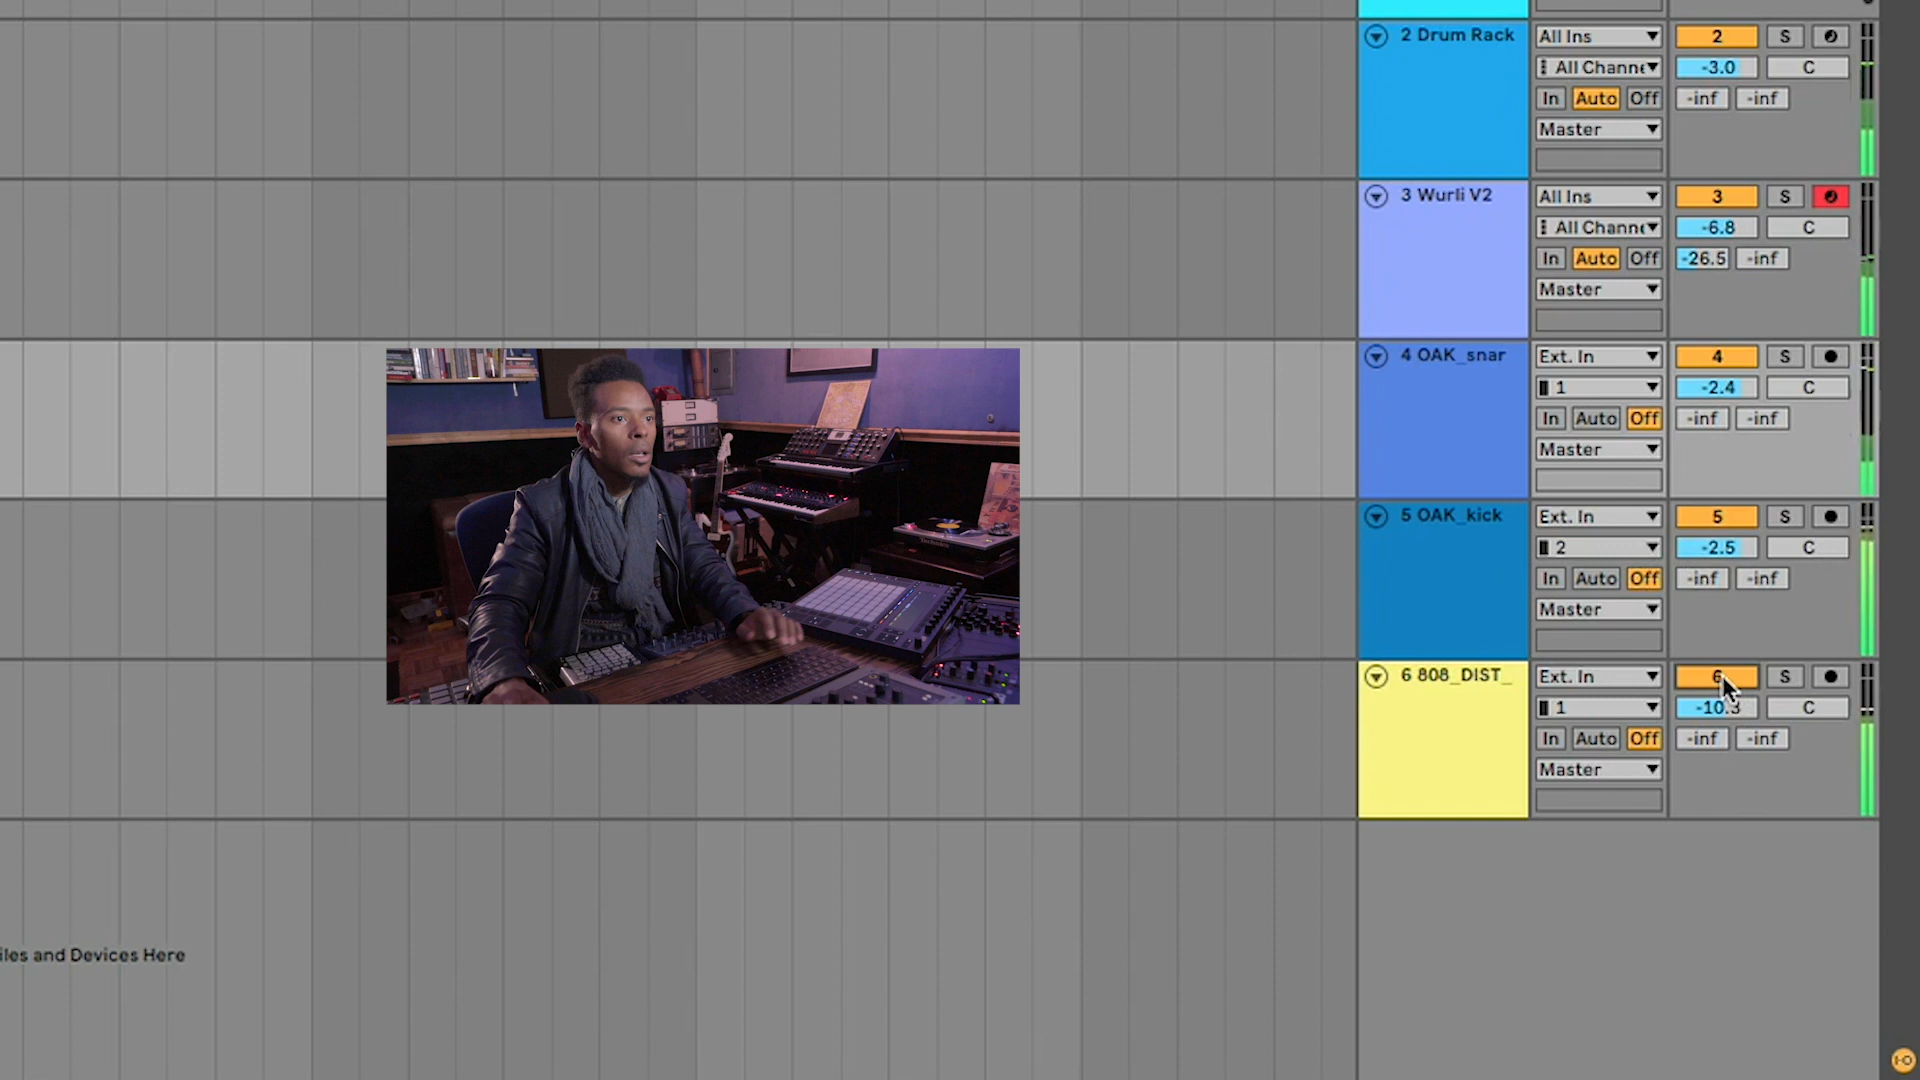 2 Drum Rack All Ins 2 S
All Channe -3.0 C
In Auto Off -inf -inf
Master
3 Wurli V2 All Ins 3 S
All Channe -6.8 C
In Auto Off -26.5 -inf
Master
4 OAK_snar Ext. In 4 S
1 -2.4 C
In Auto Off -inf -inf
Master
5 OAK_kick Ext. In 5 S
2 -2.5 C
In Auto Off -inf -inf
Master
6 808_DIST_ Ext. In 6 S
1 C
In Auto Off -inf -inf
Master
iles and Devices Here